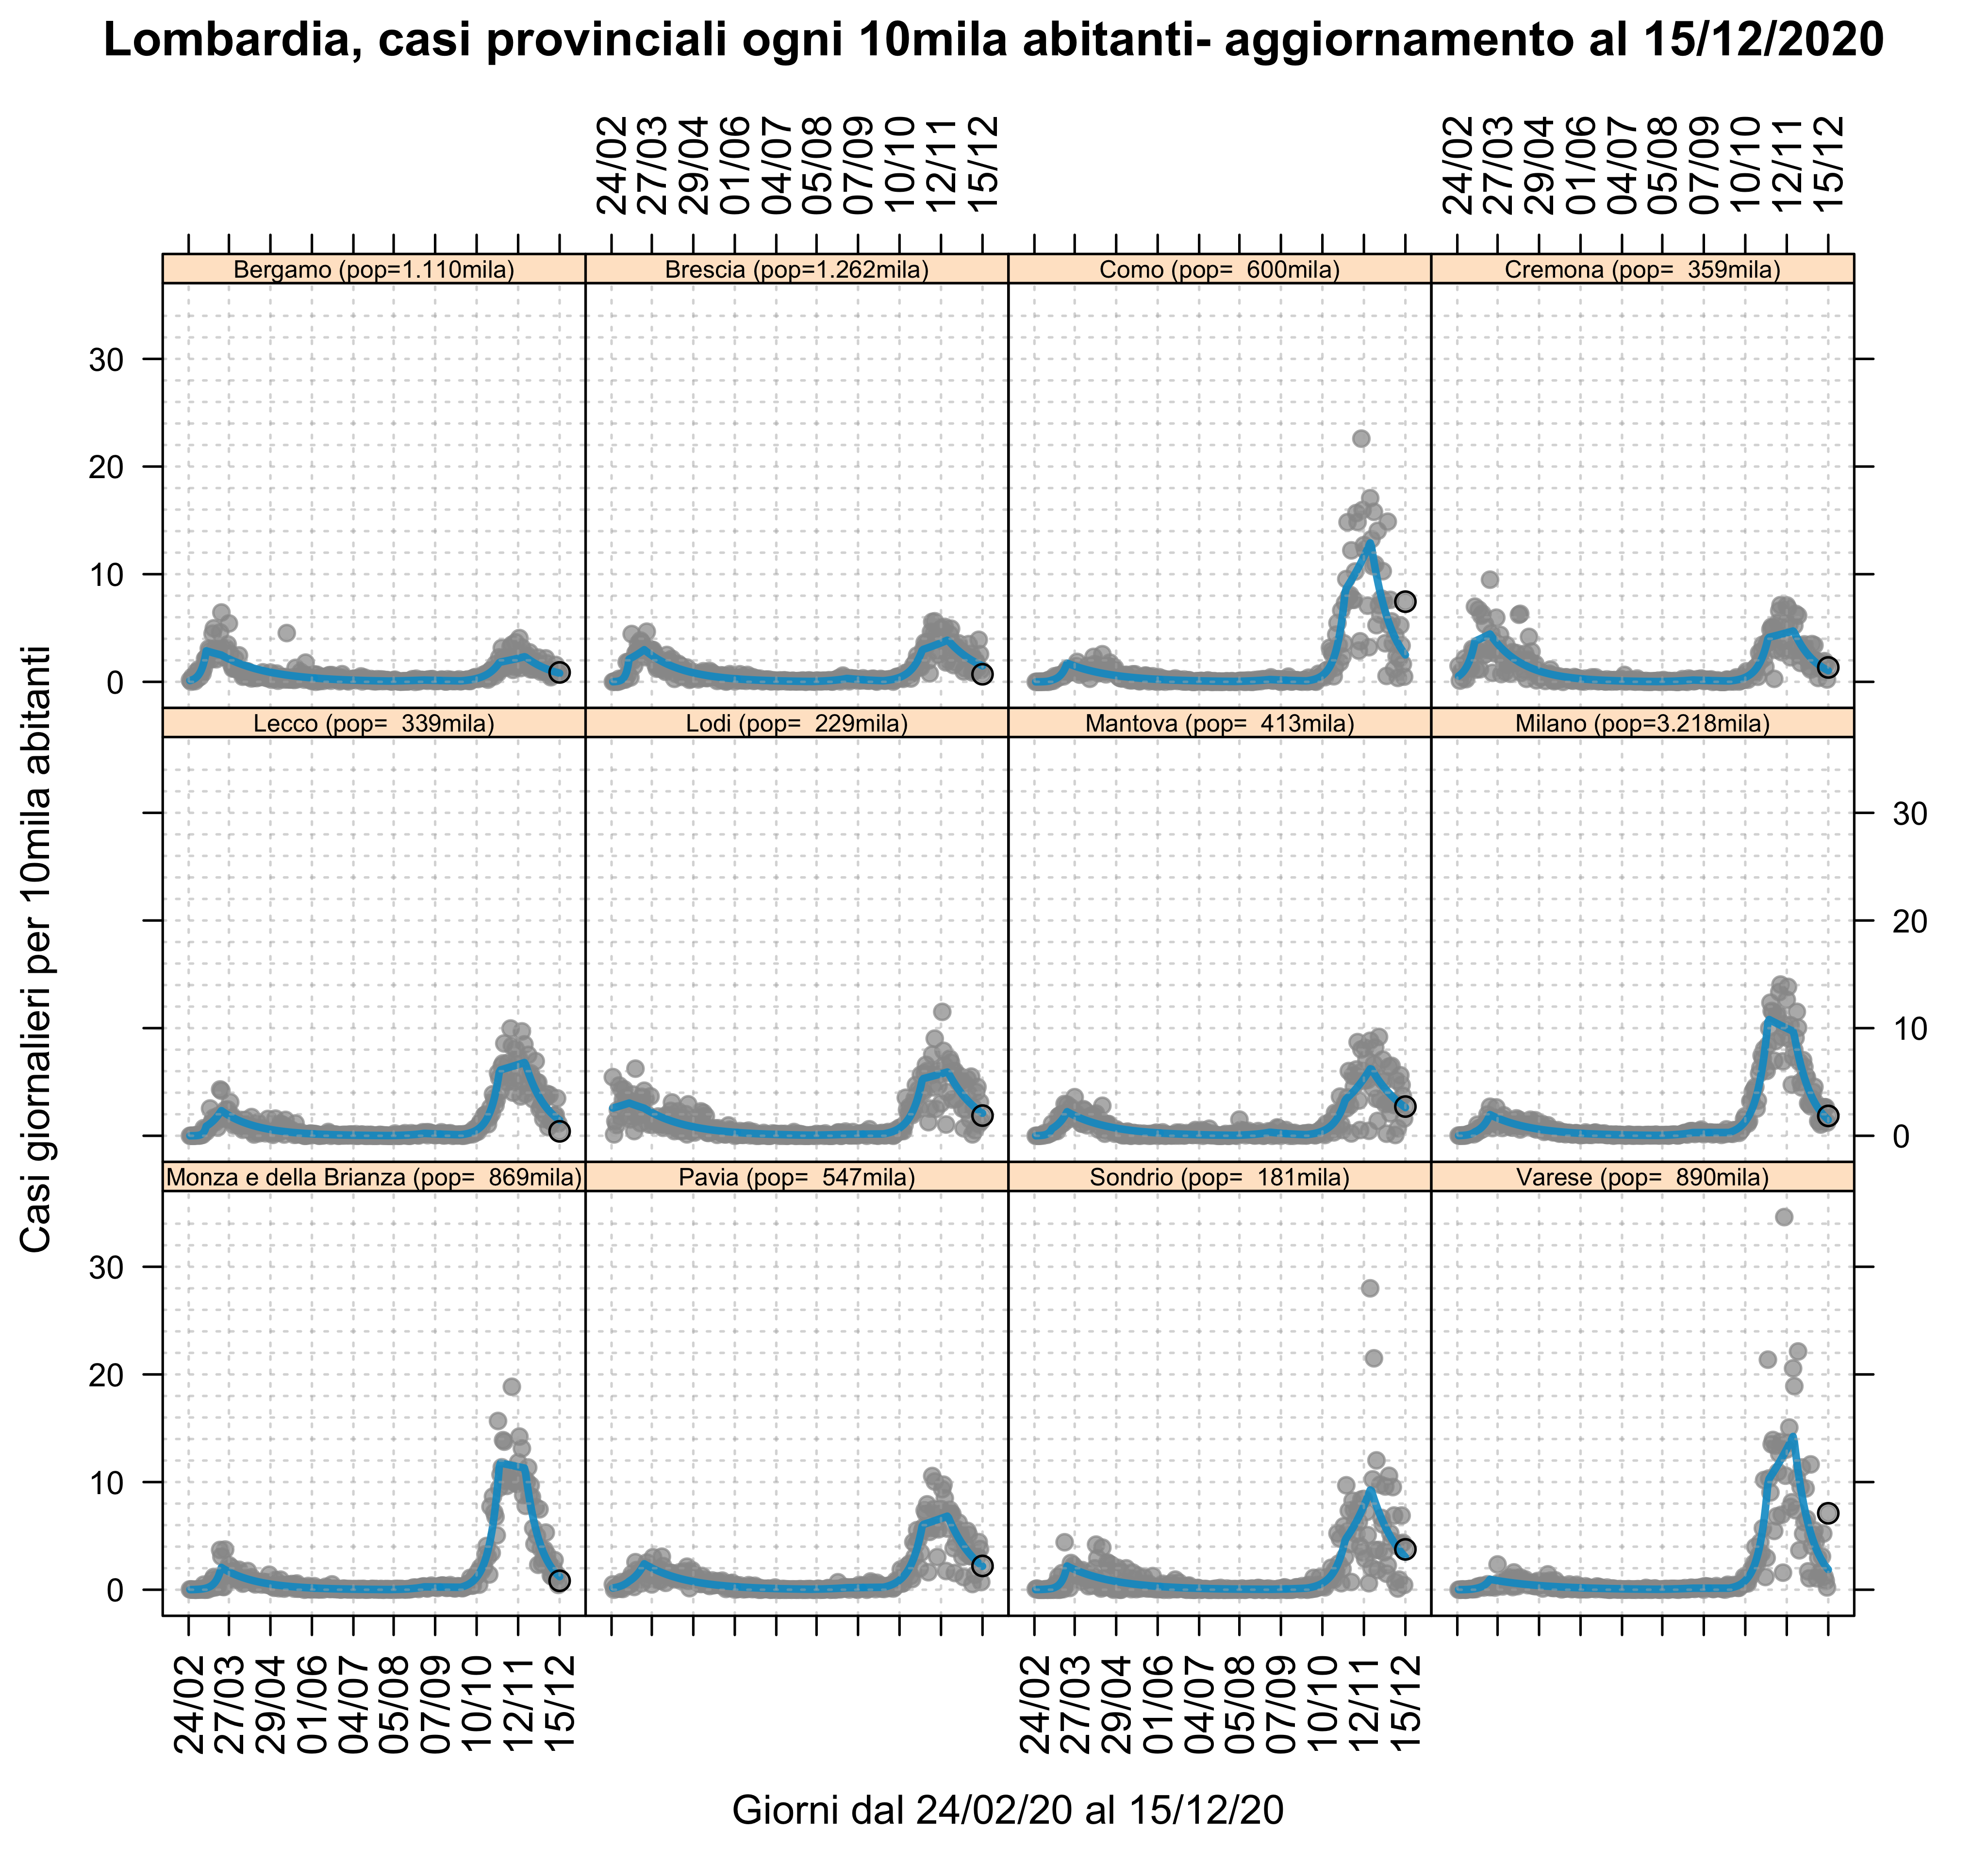 Lombardia, casi provinciali ogni 10mila abitanti- aggiornamento al 15/12/2020
24/02 27/03 29/04 01/06 04/07 05/08 07/09 10/10 12/11 15/12 24/02 27/03 29/04 01/06 04/07 05/08 07/09 10/10 12/11 15/12
Bergamo (pop=1.110mila) Brescia (pop=1.262mila) Como (pop= 600mila) Cremona (pop= 359mila)
30
20
10
0
Lecco (pop= 339mila) Lodi (pop= 229mila) Mantova (pop= 413mila) Milano (pop=3.218mila)
30
20
10
0
Monza e della Brianza (pop= 869mila) Pavia (pop= 547mila) Sondrio (pop= 181mila) Varese (pop= 890mila)
30
20
10
0
Casi giornalieri per 10mila abitanti
24/02 27/03 29/04 01/06 04/07 05/08 07/09 10/10 12/11 15/12 24/02 27/03 29/04 01/06 04/07 05/08 07/09 10/10 12/11 15/12
Giorni dal 24/02/20 al 15/12/20